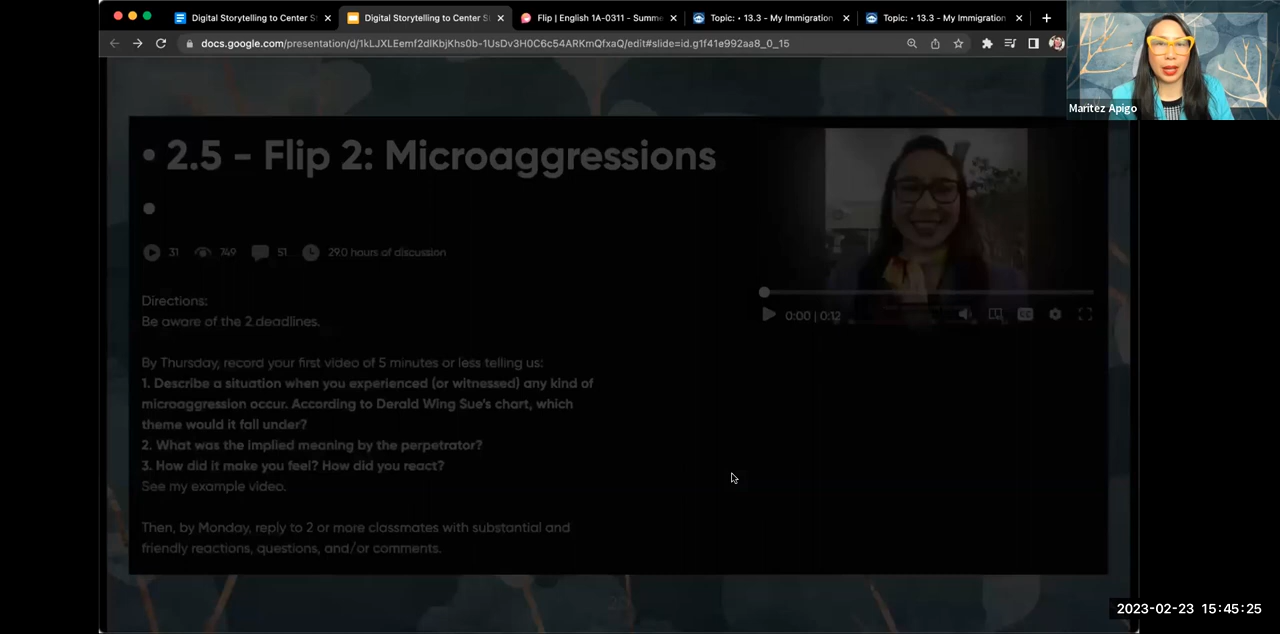 Digital Storytelling to Center S
Digital Storytelling to Center S
Flip | English 1A-0311 - Summe
Topic: • 13.3 - My Immigration
Topic: • 13.3 - My Immigration
docs.google.com/presentation/d/1kLJXLEemf2dlKbjKhs0b-1UsDv3H0C6c54ARKmQfxaQ/edit#slide=id.g1f41e992aa8_0_15
Maritez Apigo
• 2.5 - Flip 2: Microaggressions
•
31 749 51 29.0 hours of discussion
0:00 | 0:12
CC
Directions:
Be aware of the 2 deadlines.
By Thursday, record your first video of 5 minutes or less telling us:
1. Describe a situation when you experienced (or witnessed) any kind of
microaggression occur. According to Derald Wing Sue's chart, which
theme would it fall under?
2. What was the implied meaning by the perpetrator?
3. How did it make you feel? How did you react?
See my example video.
Then, by Monday, reply to 2 or more classmates with substantial and
friendly reactions, questions, and/or comments.
2023-02-23 15:45:25